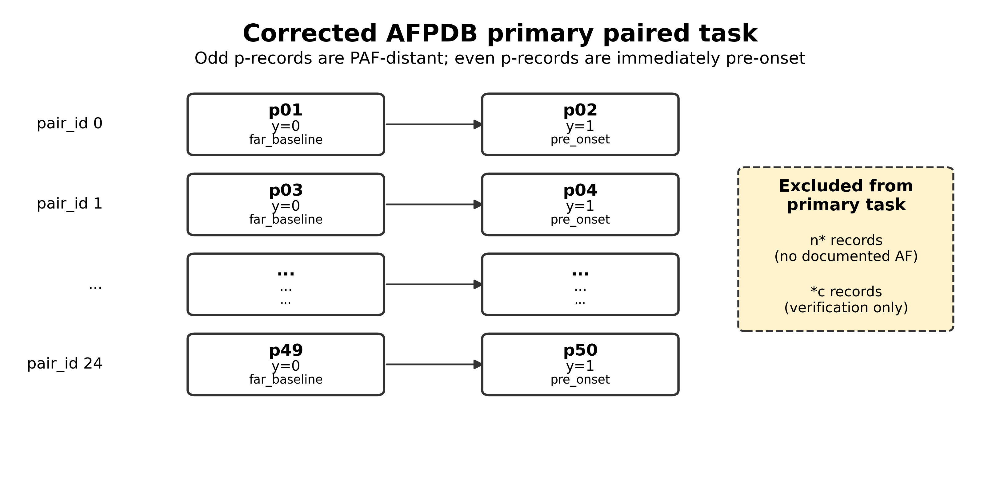 Corrected AFPDB primary paired task
Odd p-records are PAF-distant; even p-records are immediately pre-onset
pair_id 0
p01
y=0
far_baseline
p02
y=1
pre_onset
pair_id 1
p03
y=0
far_baseline
p04
y=1
pre_onset
...
...
...
...
...
...
...
pair_id 24
p49
y=0
far_baseline
p50
y=1
pre_onset
Excluded from
primary task
n* records
(no documented AF)
*c records
(verification only)